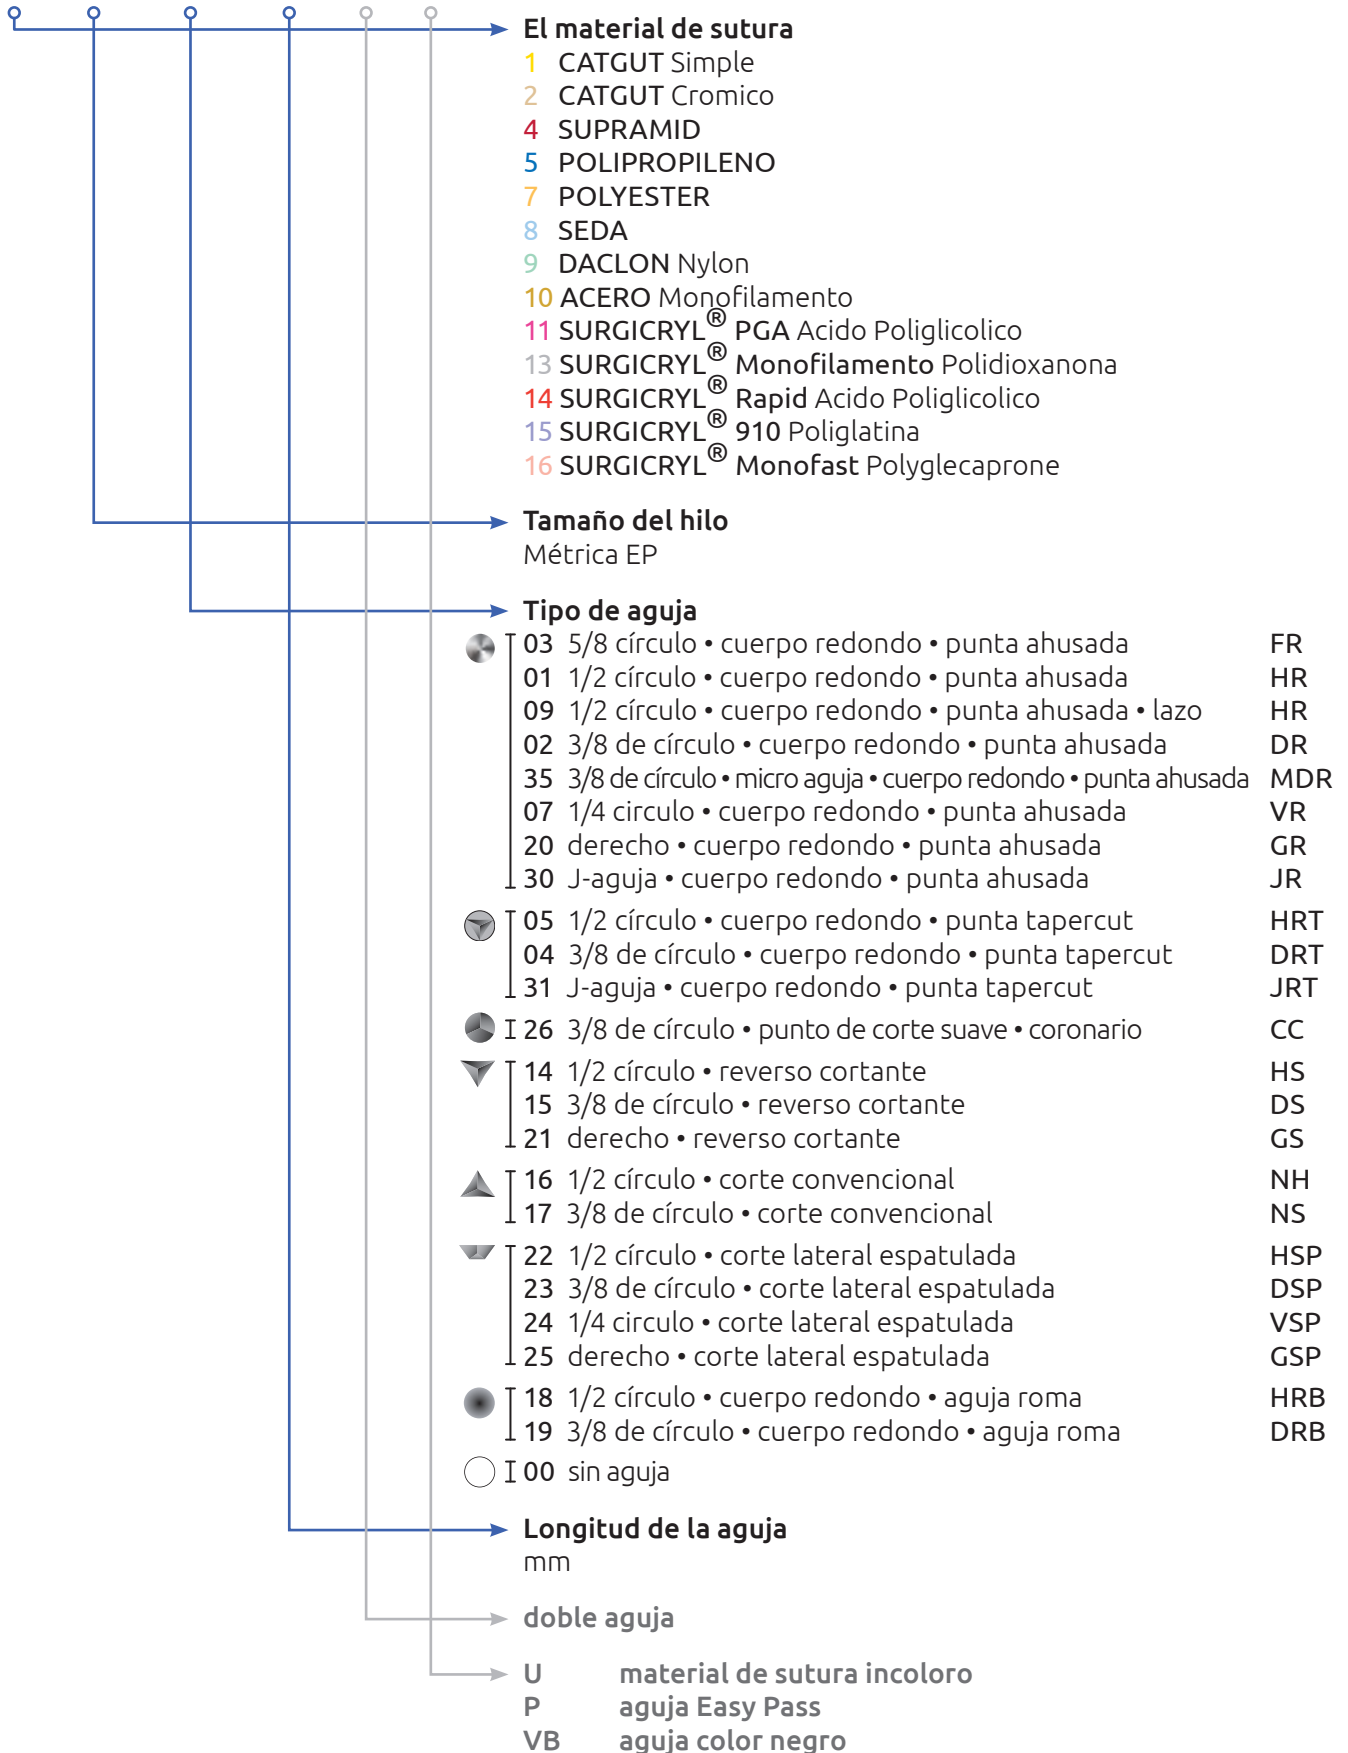 El material de sutura
1 CATGUT Simple
2 CATGUT Cromico
4 SUPRAMID
5 POLIPROPILENO
7 POLYESTER
8 SEDA
9 DACLON Nylon
10 ACERO Monofilamento
11 SURGICRYL® PGA Acido Poliglicolico
13 SURGICRYL® Monofilamento Polidioxanona
14 SURGICRYL® Rapid Acido Poliglicolico
15 SURGICRYL® 910 Poliglatina
16 SURGICRYL® Monofast Polyglecaprone
Tamaño del hilo
Métrica EP
Tipo de aguja
03 5/8 círculo • cuerpo redondo • punta ahusada FR
01 1/2 círculo • cuerpo redondo • punta ahusada HR
09 1/2 círculo • cuerpo redondo • punta ahusada • lazo HR
02 3/8 de círculo • cuerpo redondo • punta ahusada DR
35 3/8 de círculo • micro aguja • cuerpo redondo • punta ahusada MDR
07 1/4 circulo • cuerpo redondo • punta ahusada VR
20 derecho • cuerpo redondo • punta ahusada GR
30 J-aguja • cuerpo redondo • punta ahusada JR
05 1/2 círculo • cuerpo redondo • punta tapercut HRT
04 3/8 de círculo • cuerpo redondo • punta tapercut DRT
31 J-aguja • cuerpo redondo • punta tapercut JRT
26 3/8 de círculo • punto de corte suave • coronario CC
14 1/2 círculo • reverso cortante HS
15 3/8 de círculo • reverso cortante DS
21 derecho • reverso cortante GS
16 1/2 círculo • corte convencional NH
17 3/8 de círculo • corte convencional NS
22 1/2 círculo • corte lateral espatulada HSP
23 3/8 de círculo • corte lateral espatulada DSP
24 1/4 circulo • corte lateral espatulada VSP
25 derecho • corte lateral espatulada GSP
18 1/2 círculo • cuerpo redondo • aguja roma HRB
19 3/8 de círculo • cuerpo redondo • aguja roma DRB
00 sin aguja
Longitud de la aguja
mm
doble aguja
U material de sutura incoloro
P aguja Easy Pass
VB aguja color negro